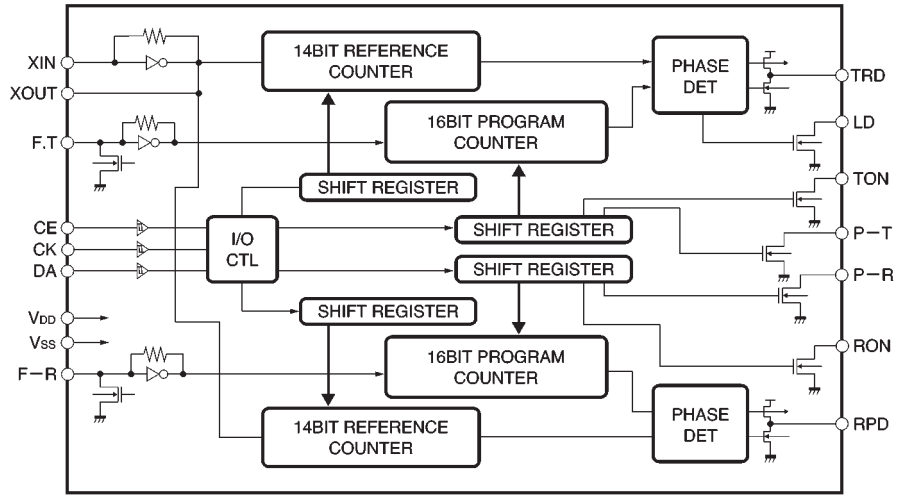 XIN
XOUT
F.T
CE
CK
DA
VDD
VSS
F-R
14BIT REFERENCE
COUNTER
16BIT PROGRAM
COUNTER
SHIFT REGISTER
I/O
CTL
SHIFT REGISTER
SHIFT REGISTER
SHIFT REGISTER
16BIT PROGRAM
COUNTER
14BIT REFERENCE
COUNTER
PHASE
DET
PHASE
DET
TRD
LD
TON
P-T
P-R
RON
RPD